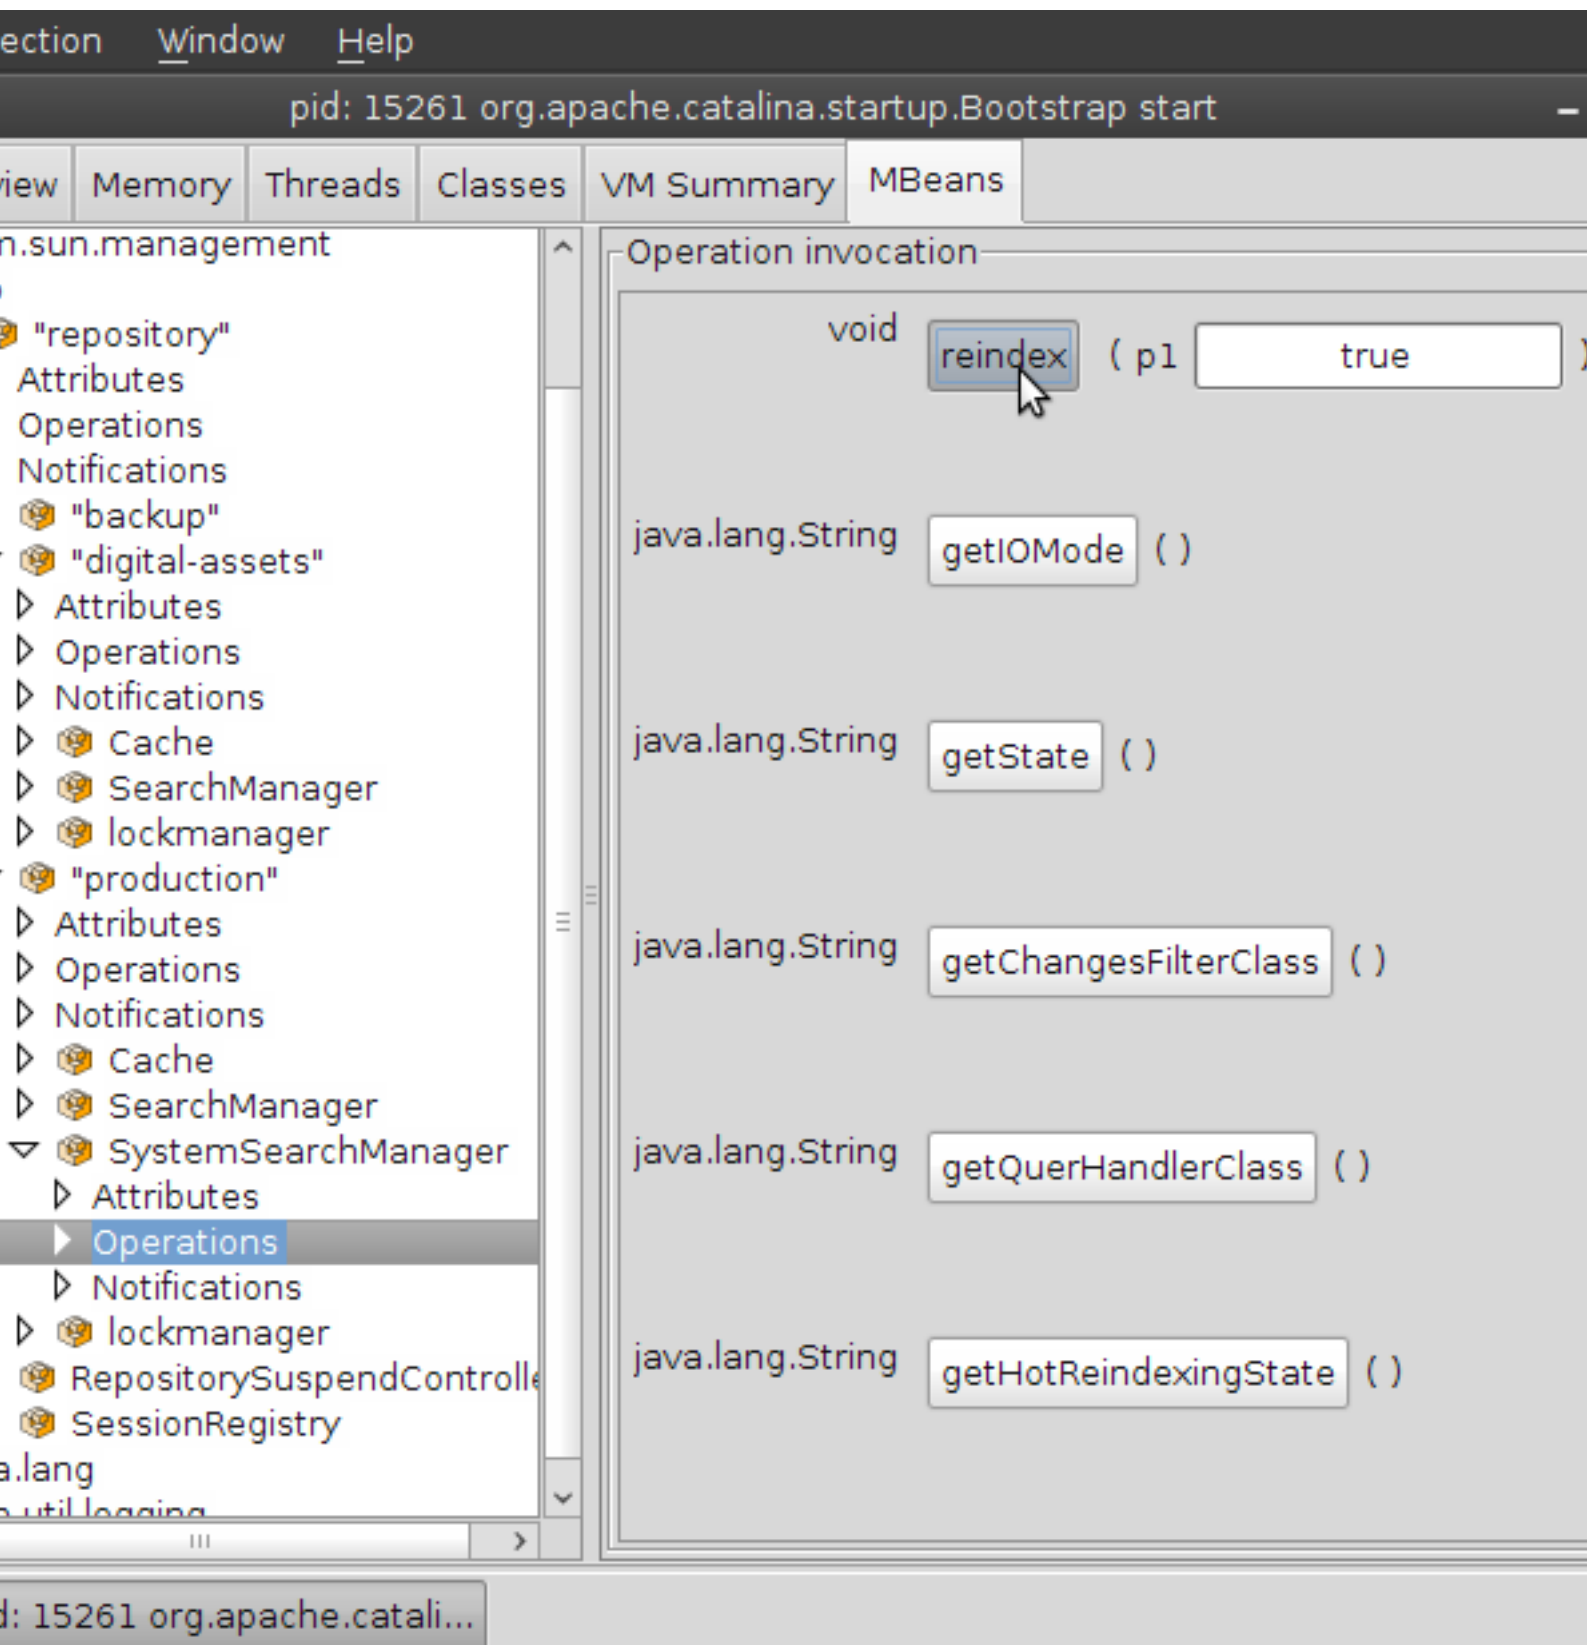 ection Window Help
pid: 15261 org.apache.catalina.startup.Bootstrap start
view Memory Threads Classes VM Summary MBeans
n.sun.management
"repository"
Attributes
Operations
Notifications
"backup"
"digital-assets"
Attributes
Operations
Notifications
Cache
SearchManager
lockmanager
"production"
Attributes
Operations
Notifications
Cache
SearchManager
SystemSearchManager
Attributes
Operations
Notifications
lockmanager
RepositorySuspendControlle
SessionRegistry
a.lang
util.logging
Operation invocation
void reindex ( p1 true )
java.lang.String getIOMode ( )
java.lang.String getState ( )
java.lang.String getChangesFilterClass ( )
java.lang.String getQuerHandlerClass ( )
java.lang.String getHotReindexingState ( )
d: 15261 org.apache.catali...